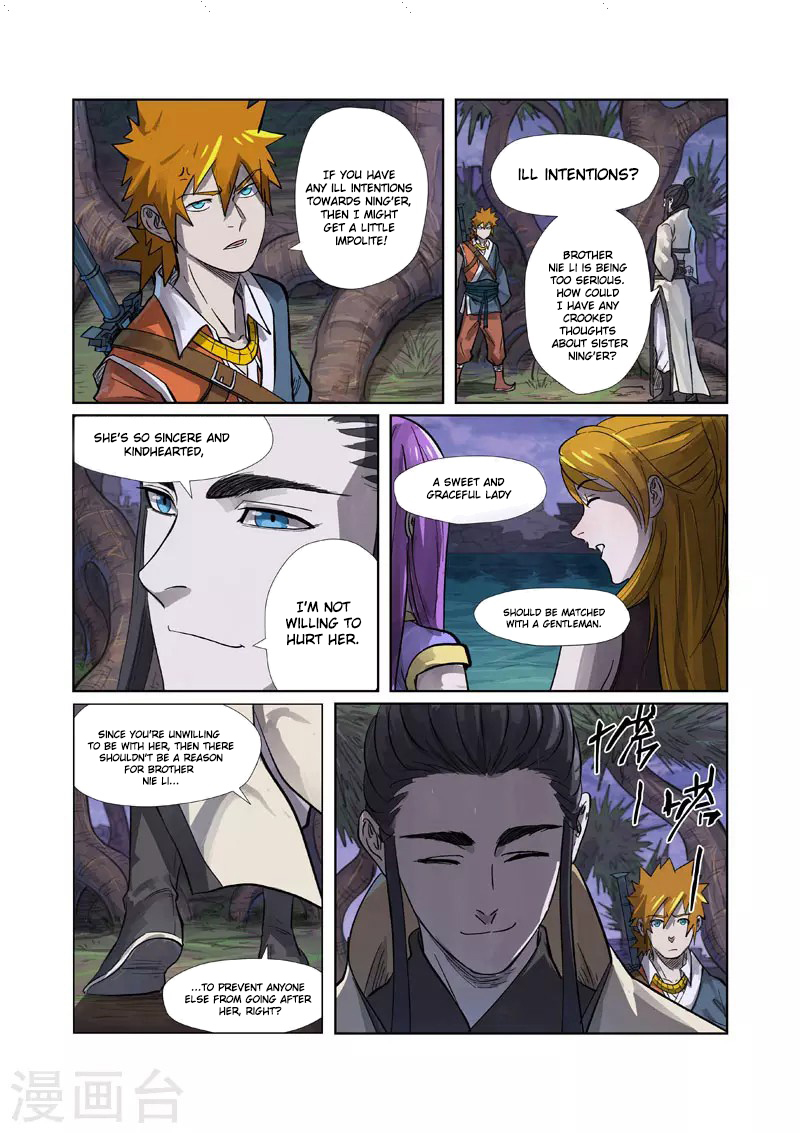 IF YOU HAVE
ANY ILL INTENTIONS
TOWARDS NING'ER,
THEN I MIGHT
GET A LITTLE
IMPOLITE!
ILL INTENTIONS?
BROTHER
NIE LI IS BEING
TOO SERIOUS.
HOW COULD
I HAVE ANY
CROOKED
THOUGHTS
ABOUT SISTER
NING'ER?
SHE'S SO SINCERE AND
KINDHEARTED,
I'M NOT
WILLING TO
HURT HER.
A SWEET AND
GRACEFUL LADY
SHOULD BE MATCHED
WITH A GENTLEMAN.
SINCE YOU'RE UNWILLING
TO BE WITH HER, THEN THERE
SHOULDN'T BE A REASON
FOR BROTHER
NIE LI...
...TO PREVENT ANYONE
ELSE FROM GOING AFTER
HER, RIGHT?
嗒
嗒
漫画台